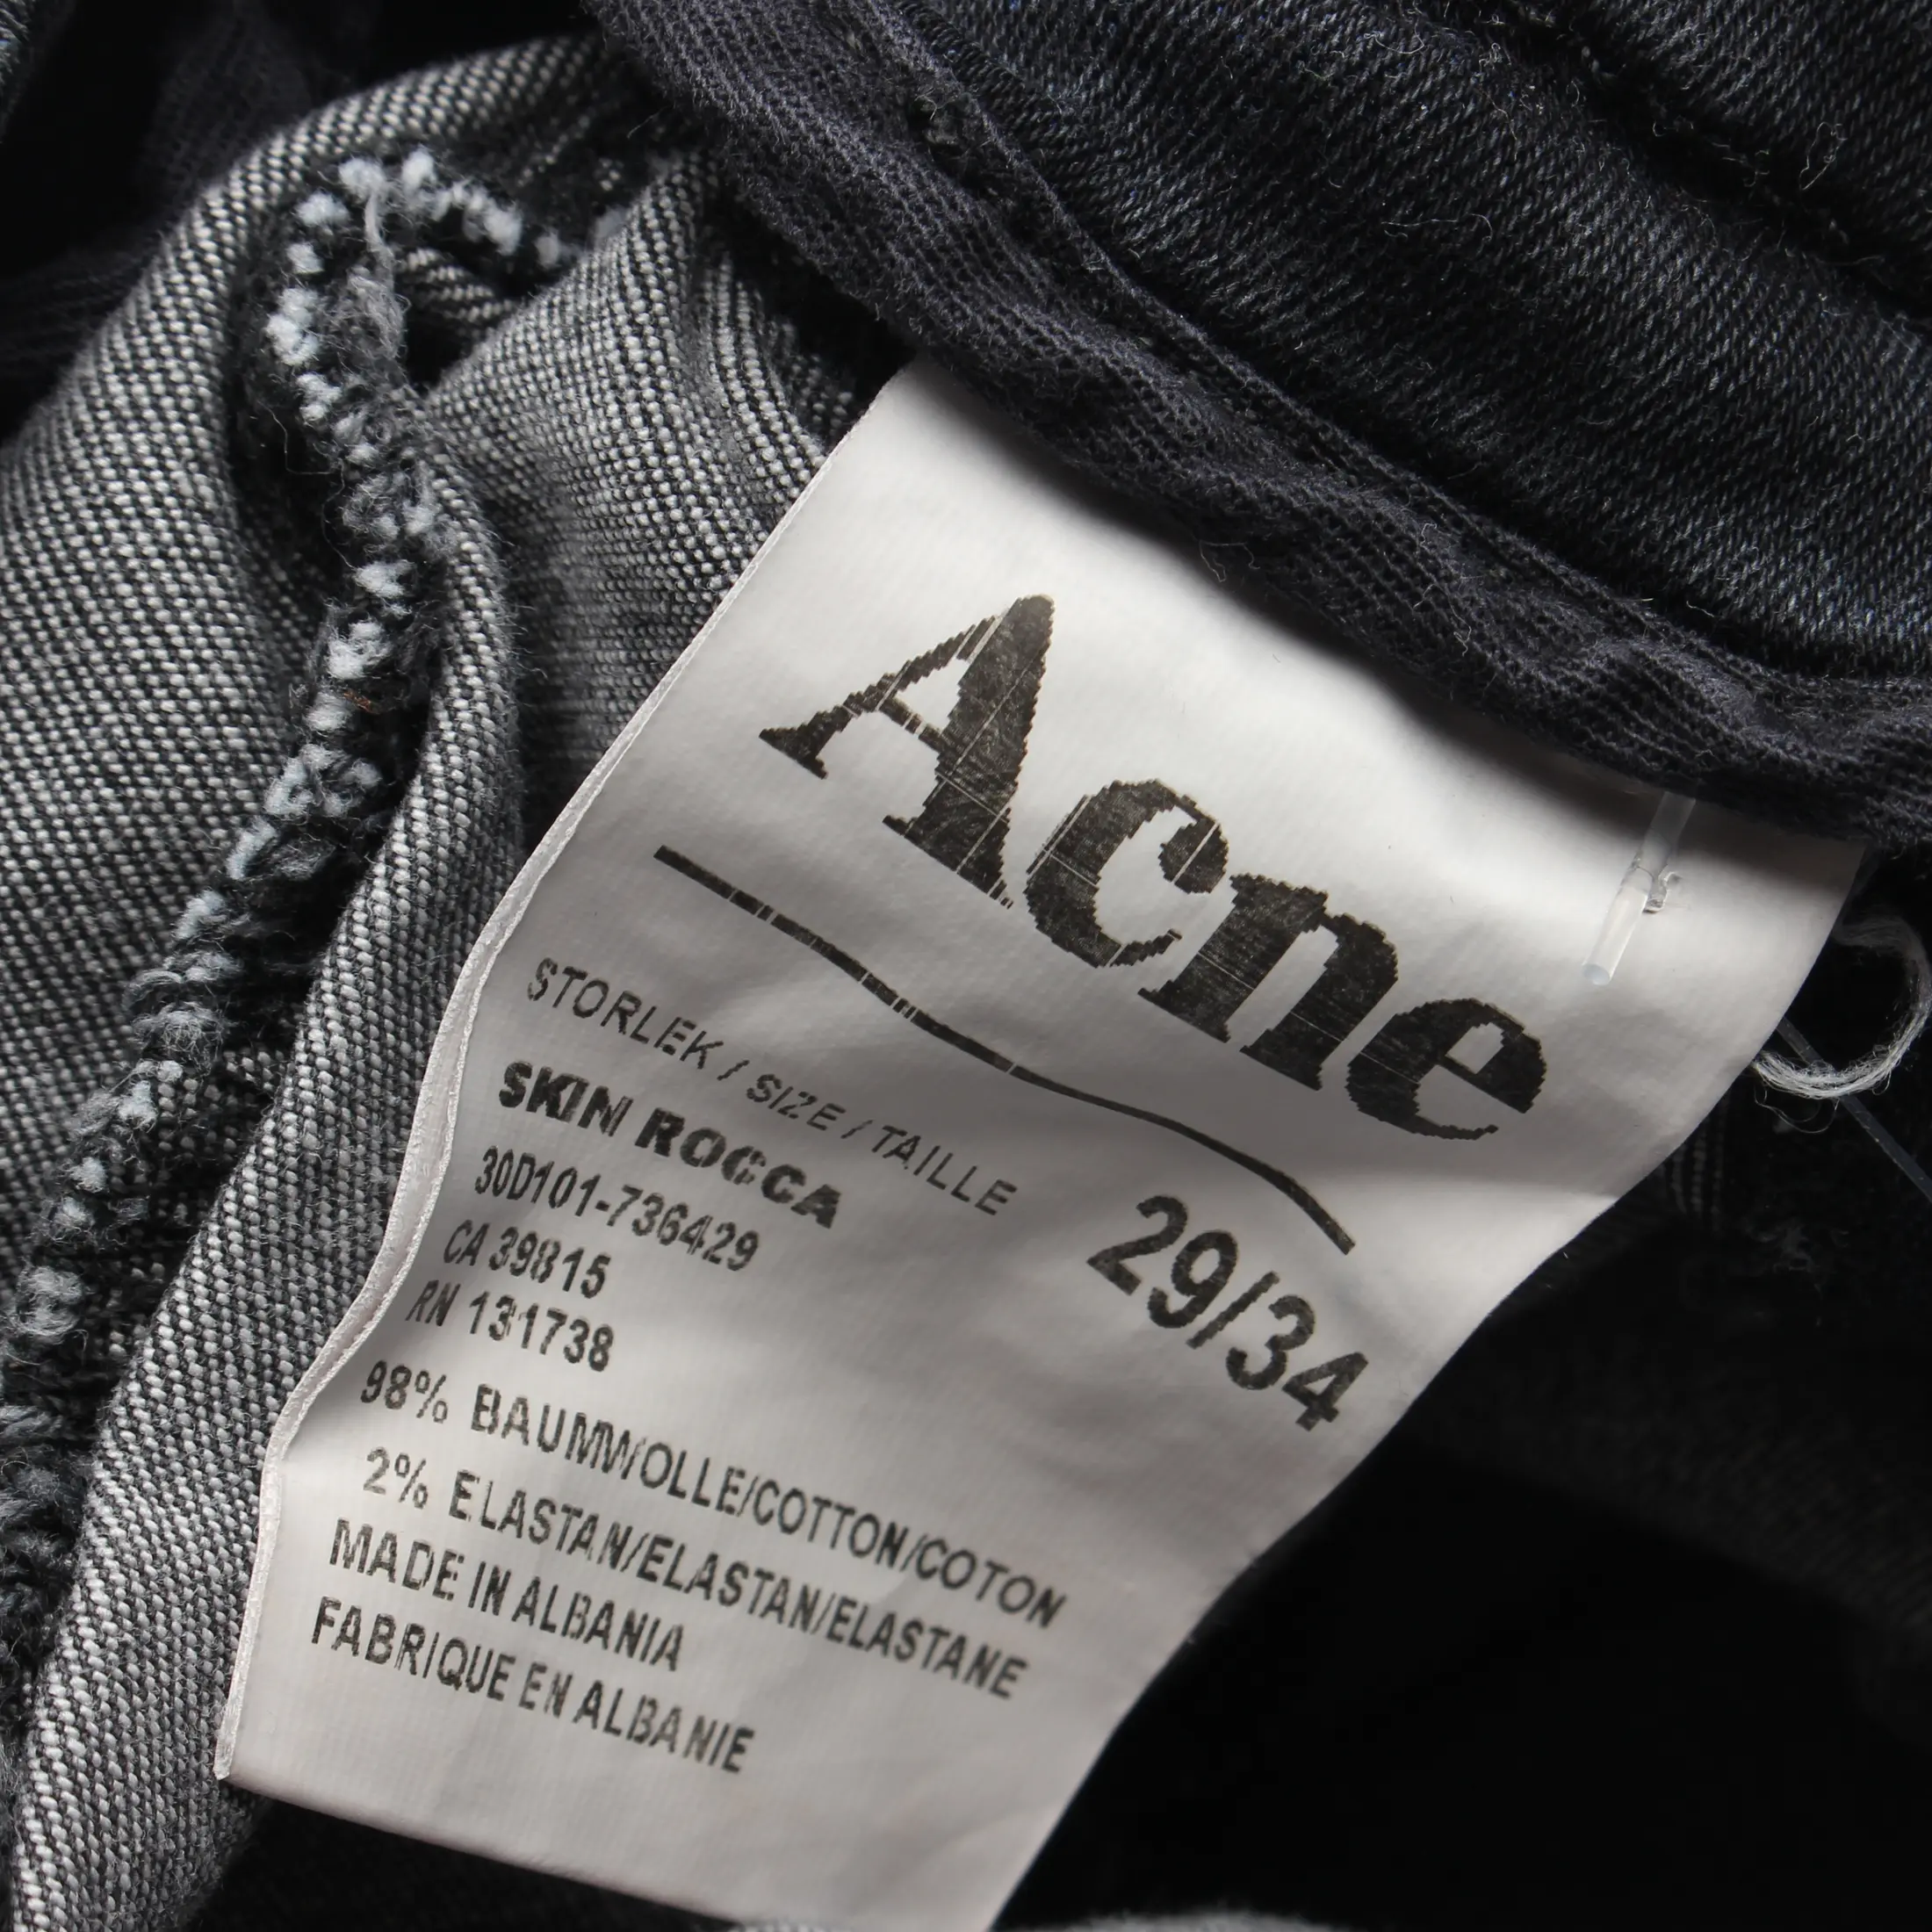 Acne
STORLEK / SIZE / TAILLE
SKIN ROCCA
29/34
30D101-736429
CA 39815
RN 131738
98% BAUMWOLLE/COTTON/COTON
2% ELASTAN/ELASTAN/ELASTANE
MADE IN ALBANIA
FABRIQUE EN ALBANIE